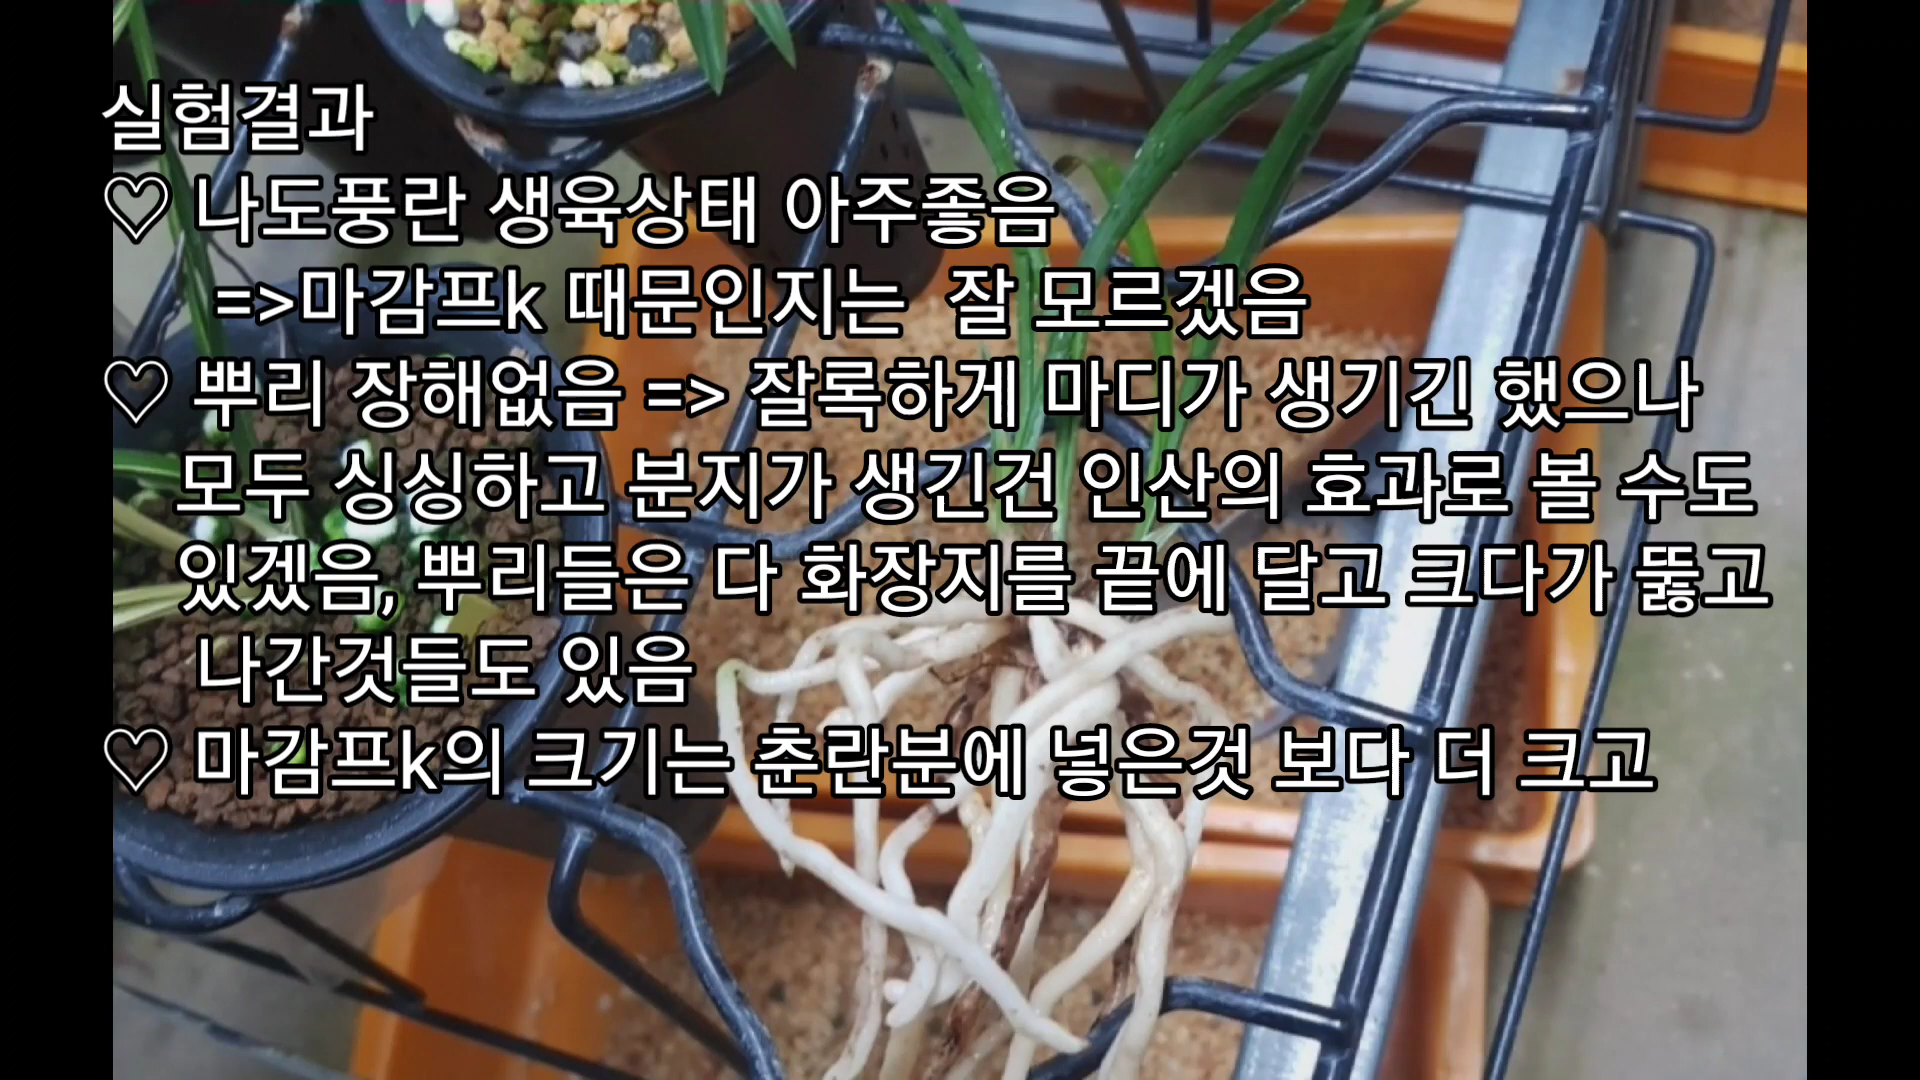 실험결과
♡ 나도풍란 생육상태 아주좋음
=>마감프k 때문인지는 잘 모르겠음
♡ 뿌리 장해없음 => 잘록하게 마디가 생기긴 했으나
모두 싱싱하고 분지가 생긴건 인산의 효과로 볼 수도
있겠음, 뿌리들은 다 화장지를 끝에 달고 크다가 뚫고
나간것들도 있음
♡ 마감프k의 크기는 춘란분에 넣은것 보다 더 크고